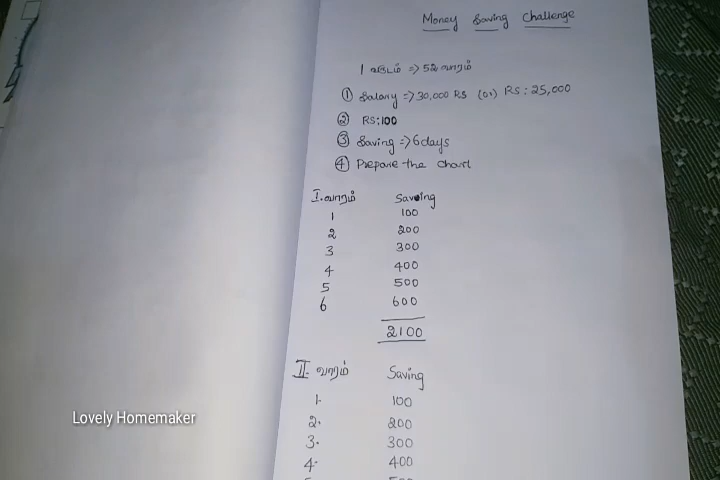 Money Saving Challenge
1 வருடம் => 52 வாரம்
① Salary => 30,000 RS (or) RS: 25,000
② RS:100
③ Saving => 6 days
④ Prepare the Chart
I. வாரம் Saving
1 100
2 200
3 300
4 400
5 500
6 600
2100
II. வாரம் Saving
1. 100
2. 200
3. 300
4. 400
Lovely Homemaker